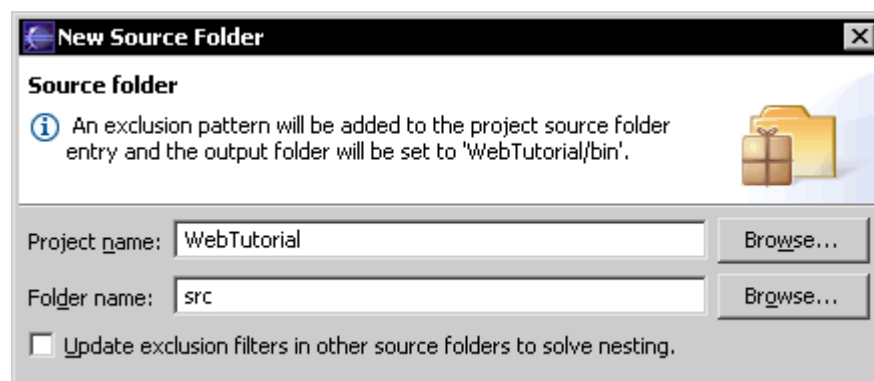 New Source Folder
Source folder
An exclusion pattern will be added to the project source folder
entry and the output folder will be set to 'WebTutorial/bin'.
Project name: WebTutorial Browse...
Folder name: src Browse...
Update exclusion filters in other source folders to solve nesting.